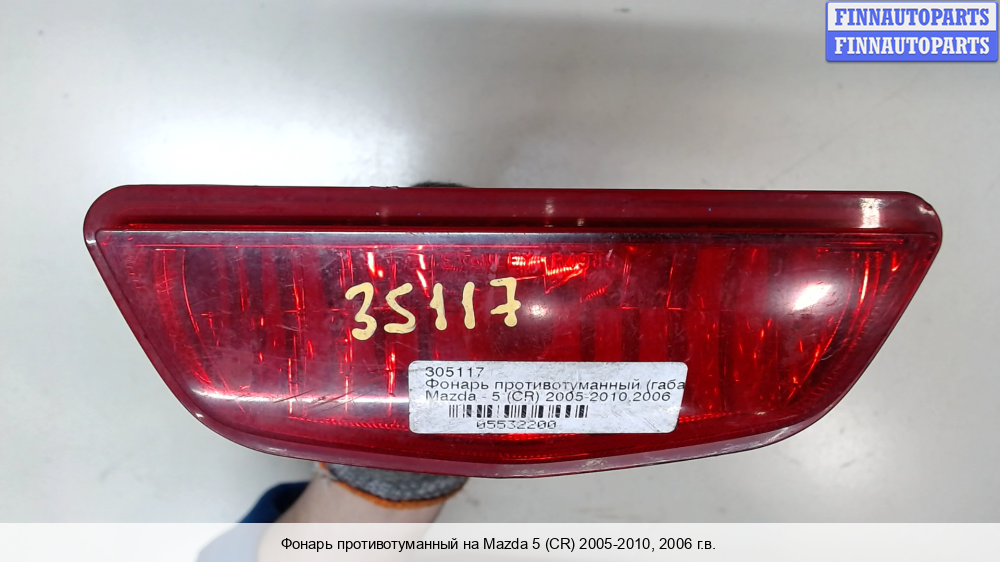 FINNAUTOPARTS
FINNAUTOPARTS
35117
305117
Фонарь противотуманный (габа
Mazda - 5 (CR) 2005-2010,2006
05532200
Фонарь противотуманный на Mazda 5 (CR) 2005-2010, 2006 г.в.